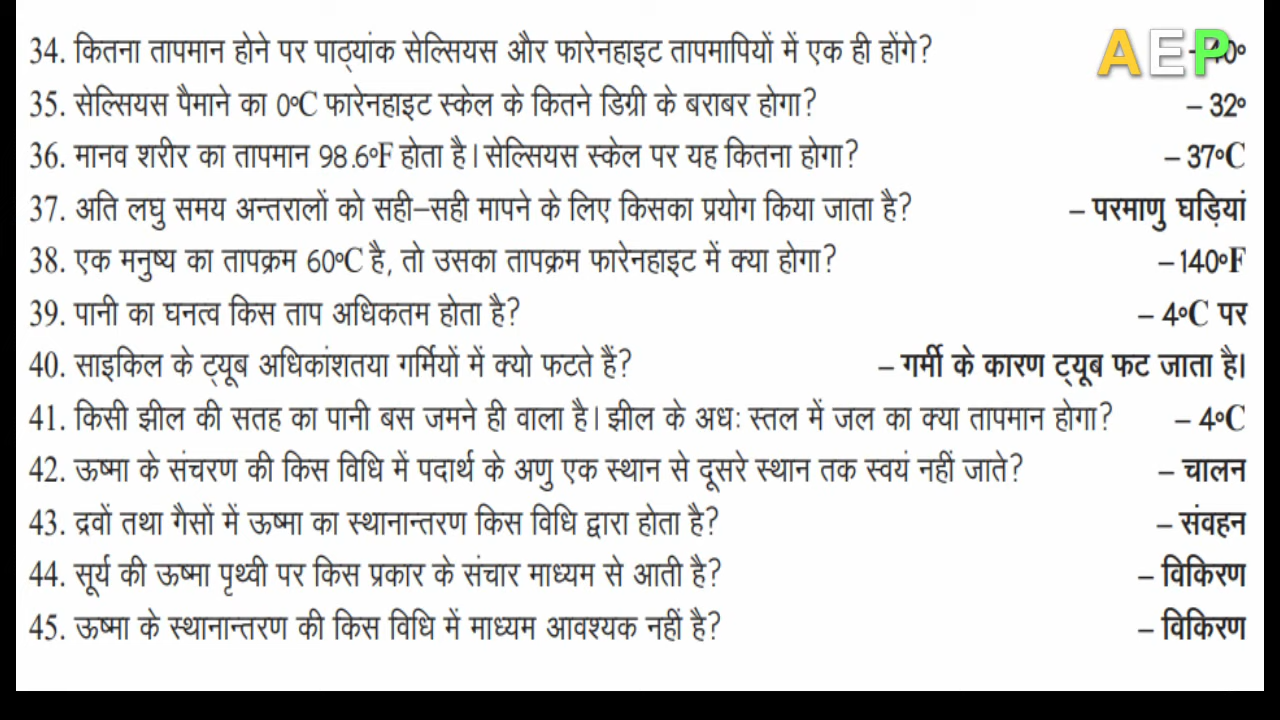 34. कितना तापमान होने पर पाठ्यांक सेल्सियस और फारेनहाइट तापमापियों में एक ही होंगे?
AEP
35. सेल्सियस पैमाने का 0°C फारेनहाइट स्केल के कितने डिग्री के बराबर होगा? – 32°
36. मानव शरीर का तापमान 98.6°F होता है। सेल्सियस स्केल पर यह कितना होगा? – 37°C
37. अति लघु समय अन्तरालों को सही–सही मापने के लिए किसका प्रयोग किया जाता है? – परमाणु घड़ियां
38. एक मनुष्य का तापक्रम 60°C है, तो उसका तापक्रम फारेनहाइट में क्या होगा? – 140°F
39. पानी का घनत्व किस ताप अधिकतम होता है? – 4°C पर
40. साइकिल के ट्यूब अधिकांशतया गर्मियों में क्यो फटते हैं? – गर्मी के कारण ट्यूब फट जाता है।
41. किसी झील की सतह का पानी बस जमने ही वाला है। झील के अधः स्तल में जल का क्या तापमान होगा? – 4°C
42. ऊष्मा के संचरण की किस विधि में पदार्थ के अणु एक स्थान से दूसरे स्थान तक स्वयं नहीं जाते? – चालन
43. द्रवों तथा गैसों में ऊष्मा का स्थानान्तरण किस विधि द्वारा होता है? – संवहन
44. सूर्य की ऊष्मा पृथ्वी पर किस प्रकार के संचार माध्यम से आती है? – विकिरण
45. ऊष्मा के स्थानान्तरण की किस विधि में माध्यम आवश्यक नहीं है? – विकिरण